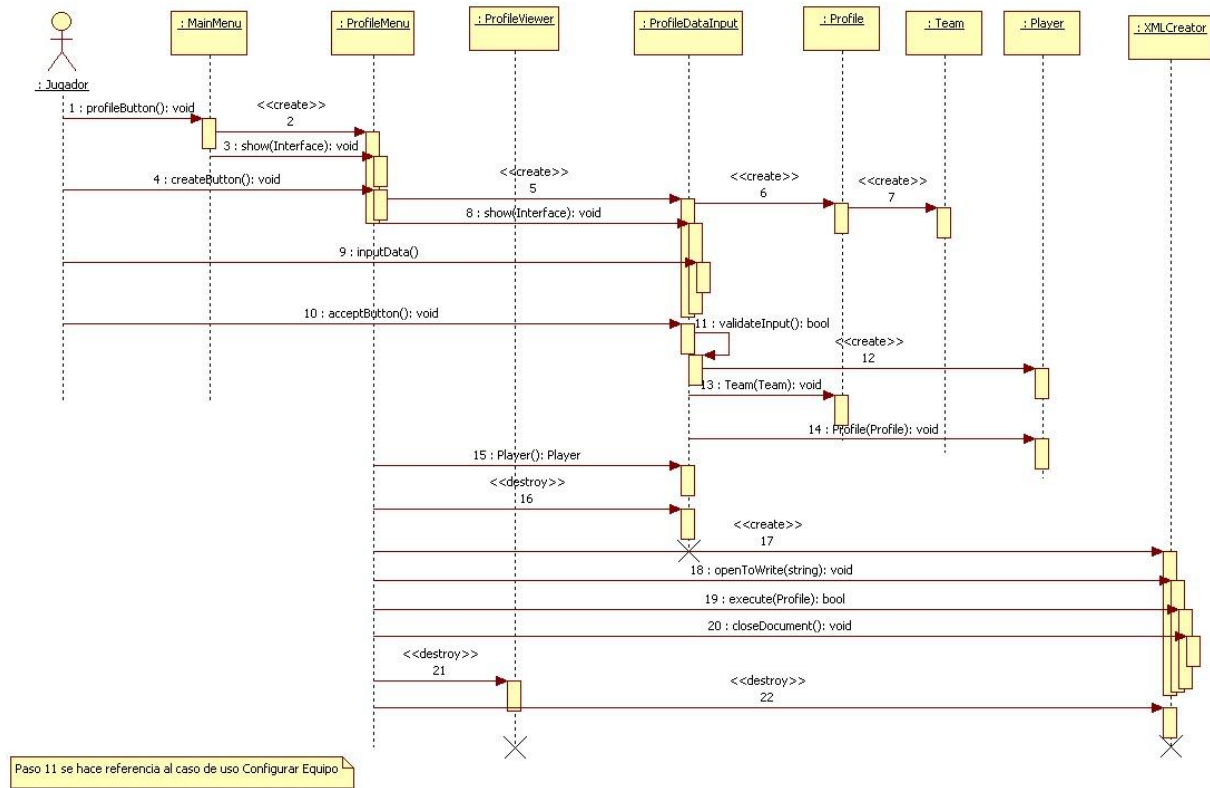 : MainMenu
: ProfileMenu
: ProfileViewer
: ProfileDataInput
: Profile
: Team
: Player
: XMLCreator
: Jugador
1 : profileButton(): void
<<create>>
2
3 : show(Interface): void
4 : createButton(): void
<<create>>
5
<<create>>
6
<<create>>
7
8 : show(Interface): void
9 : inputData()
10 : acceptButton(): void
11 : validateInput(): bool
<<create>>
12
13 : Team(Team): void
14 : Profile(Profile): void
15 : Player(): Player
<<destroy>>
16
<<create>>
17
18 : openToWrite(string): void
19 : execute(Profile): bool
20 : closeDocument(): void
<<destroy>>
21
<<destroy>>
22
Paso 11 se hace referencia al caso de uso Configurar Equipo